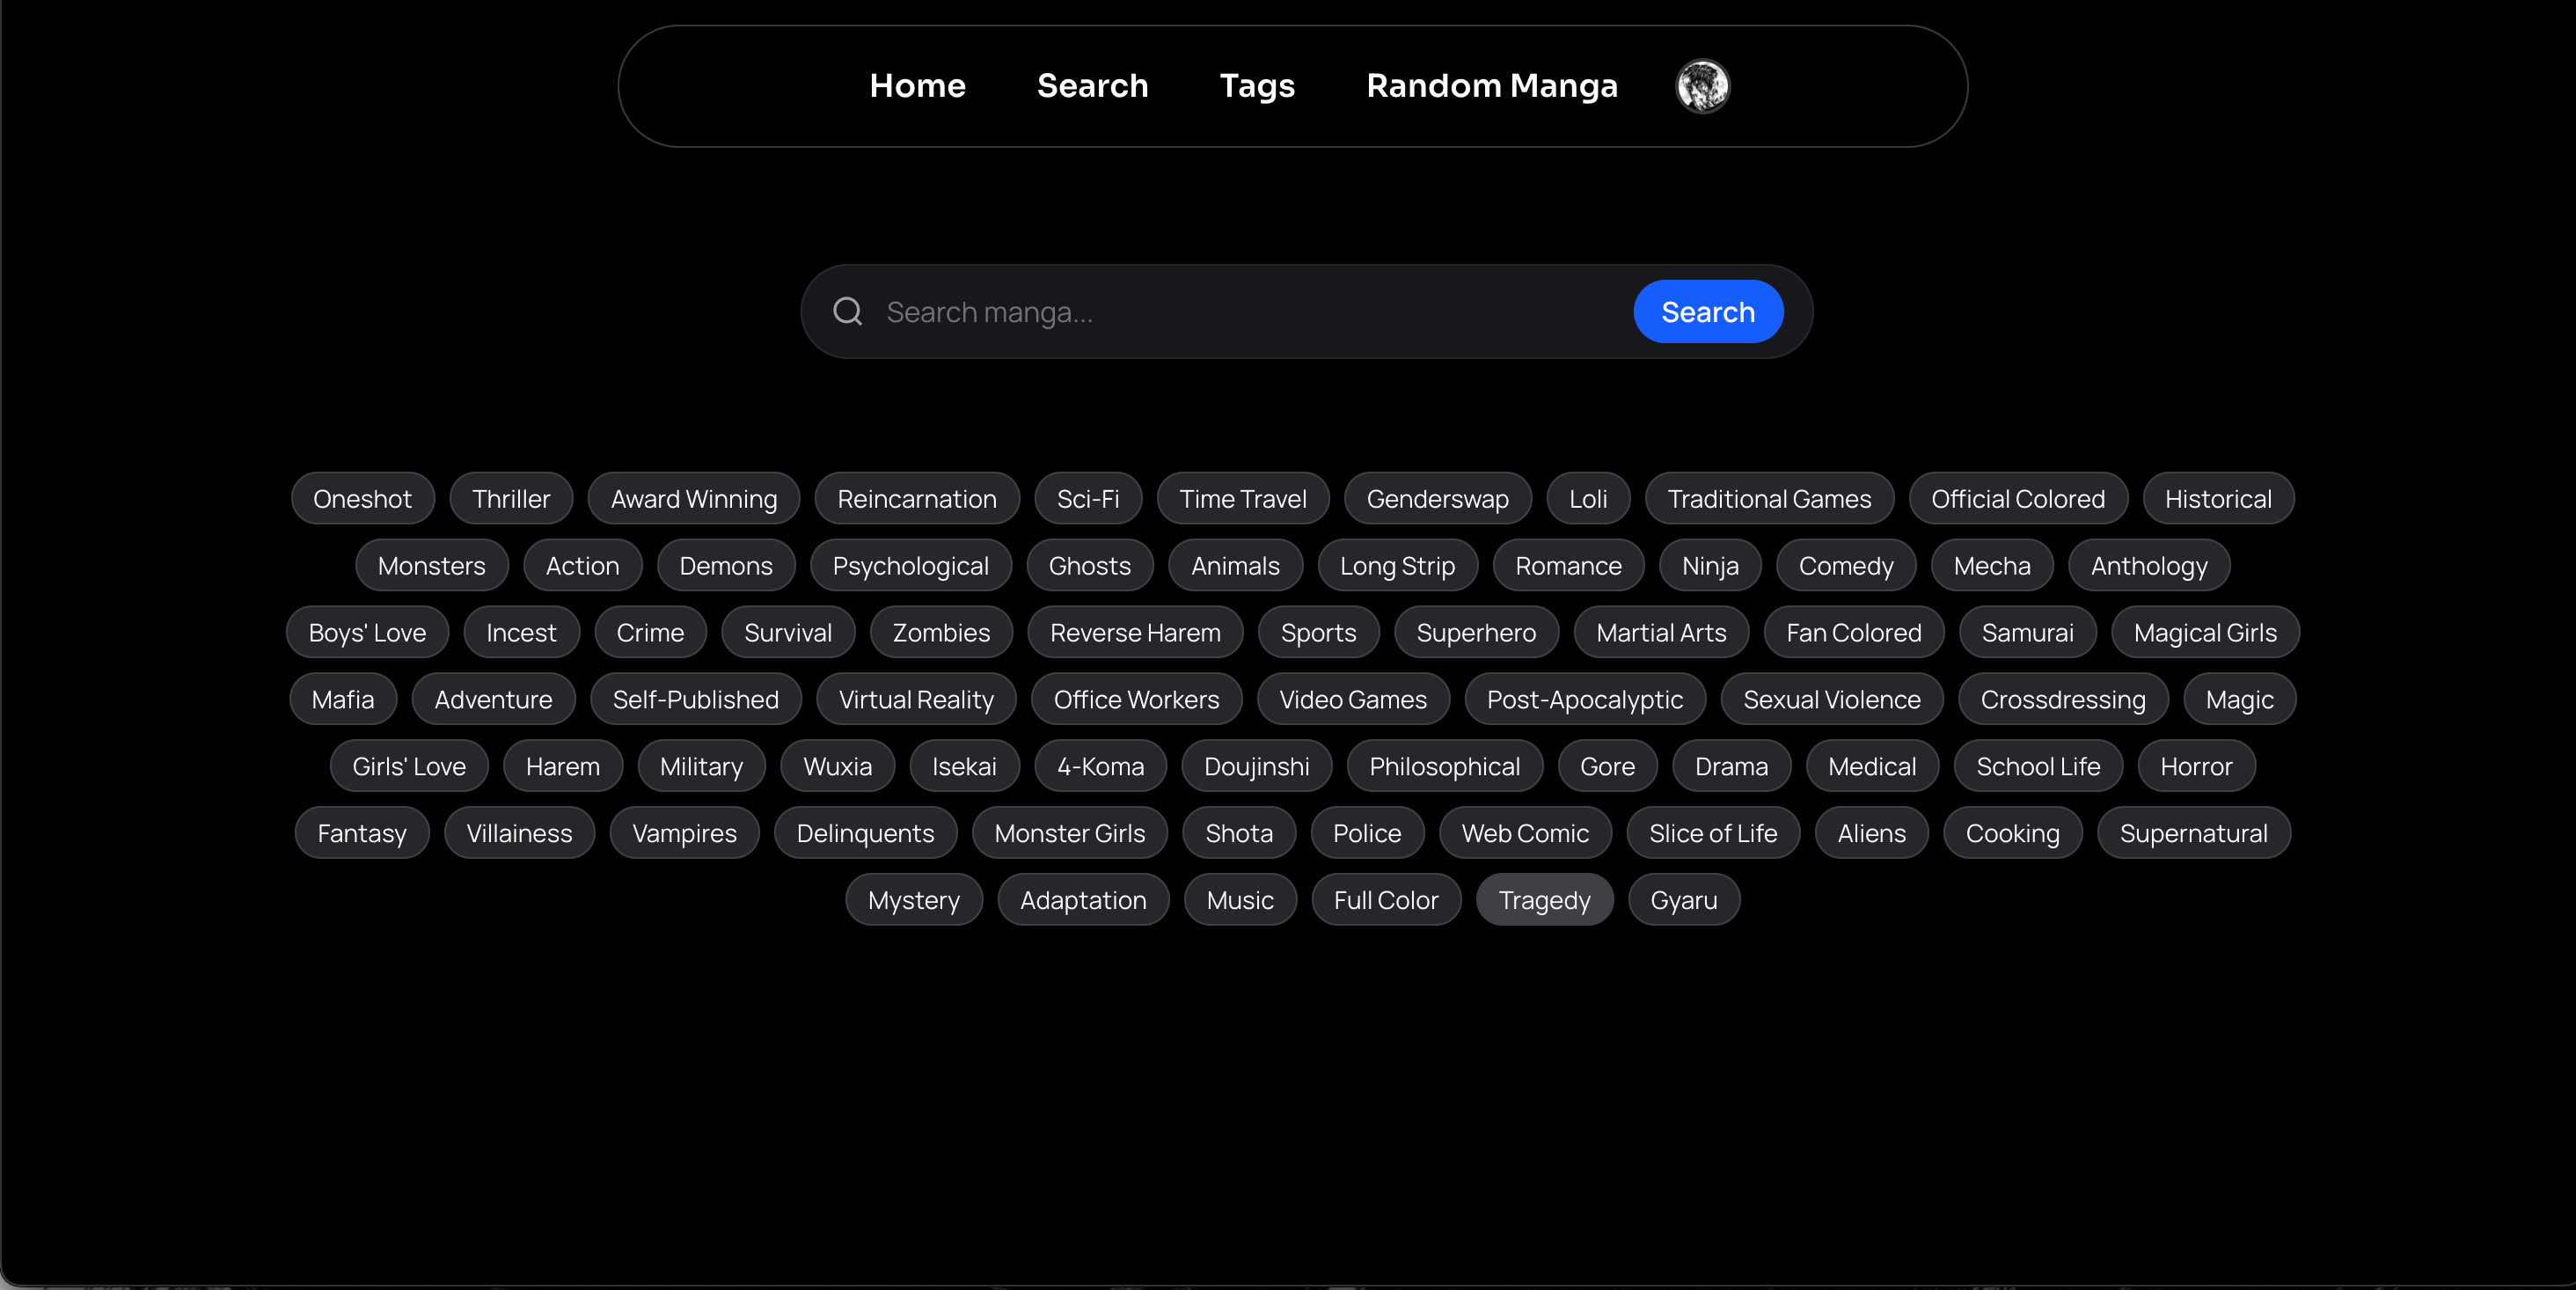 Home Search Tags Random Manga
Search manga... Search
Oneshot Thriller Award Winning Reincarnation Sci-Fi Time Travel Genderswap Loli Traditional Games Official Colored Historical
Monsters Action Demons Psychological Ghosts Animals Long Strip Romance Ninja Comedy Mecha Anthology
Boys' Love Incest Crime Survival Zombies Reverse Harem Sports Superhero Martial Arts Fan Colored Samurai Magical Girls
Mafia Adventure Self-Published Virtual Reality Office Workers Video Games Post-Apocalyptic Sexual Violence Crossdressing Magic
Girls' Love Harem Military Wuxia Isekai 4-Koma Doujinshi Philosophical Gore Drama Medical School Life Horror
Fantasy Villainess Vampires Delinquents Monster Girls Shota Police Web Comic Slice of Life Aliens Cooking Supernatural
Mystery Adaptation Music Full Color Tragedy Gyaru